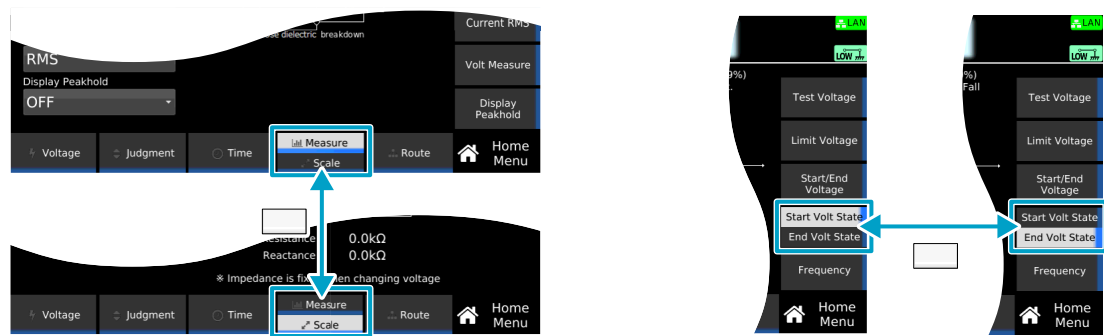 Current RMS
dielectric breakdown
RMS
Volt Measure
Display Peakhold
OFF
Display
Peakhold
Voltage
Judgment
Time
Measure
Scale
Route
Home
Menu
Resistance 0.0kΩ
Reactance 0.0kΩ
※ Impedance is changing voltage
Voltage
Judgment
Time
Measure
Scale
Route
Home
Menu
LAN
LOW
9%)
Test Voltage
Limit Voltage
Start/End
Voltage
Start Volt State
End Volt State
Frequency
Home
Menu
LAN
LOW
%)
Fall
Test Voltage
Limit Voltage
Start/End
Voltage
Start Volt State
End Volt State
Frequency
Home
Menu